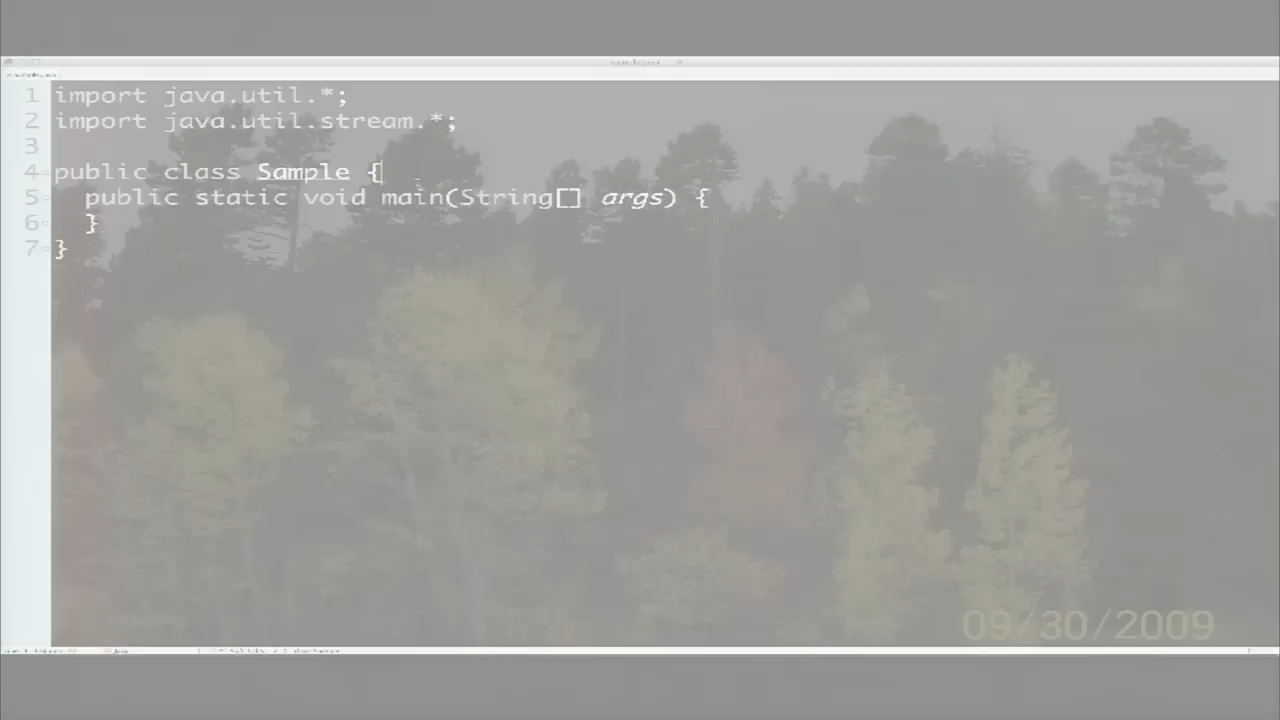 1 import java.util.*;
2 import java.util.stream.*;
3
4 public class Sample {
5   public static void main(String[] args) {
6   }
7 }
09/30/2009